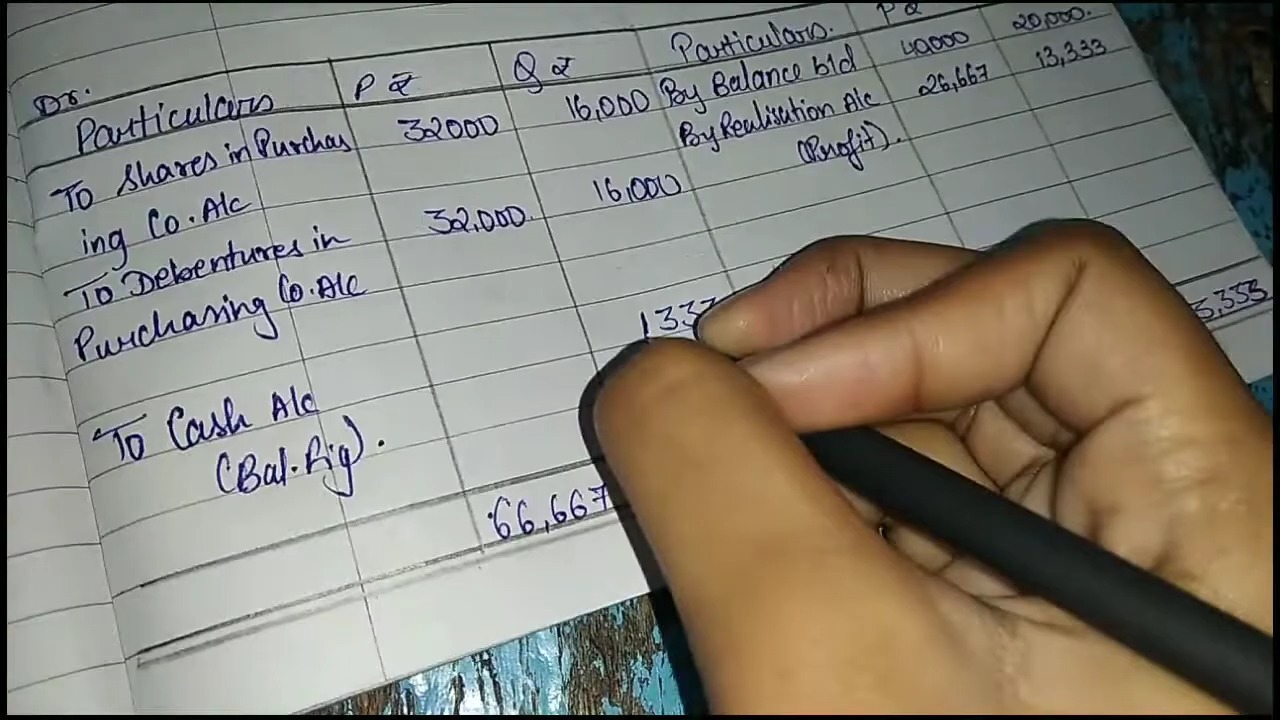 Dr.
Particulars P ₹ Q ₹ Particulars. P ₹
To Shares in Purchas 32000 16,000 By Balance b/d 40000 20,000.
ing Co. A/c By Realisation A/c 26,667 13,333
(Profit).
To Debentures in 32,000. 16,000
Purchasing Co. A/c
To Cash A/c
(Bal. Fig).
66,667